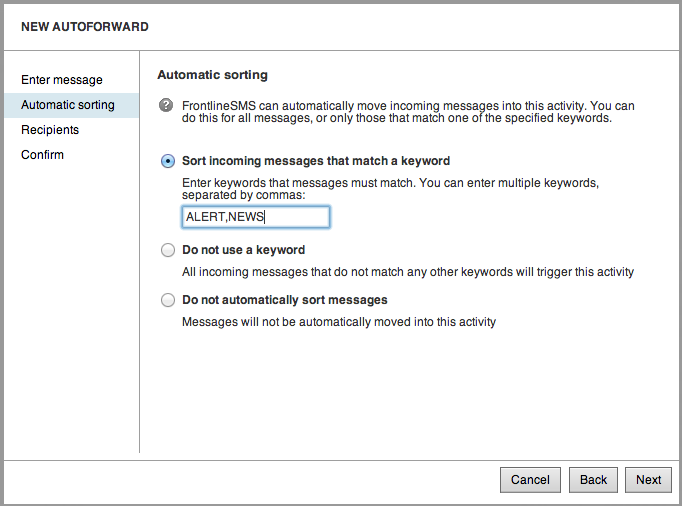 NEW AUTOFORWARD
Enter message
Automatic sorting
Recipients
Confirm
Automatic sorting
?
FrontlineSMS can automatically move incoming messages into this activity. You can
do this for all messages, or only those that match one of the specified keywords.
Sort incoming messages that match a keyword
Enter keywords that messages must match. You can enter multiple keywords,
separated by commas:
ALERT,NEWS
Do not use a keyword
All incoming messages that do not match any other keywords will trigger this activity
Do not automatically sort messages
Messages will not be automatically moved into this activity
Cancel Back Next